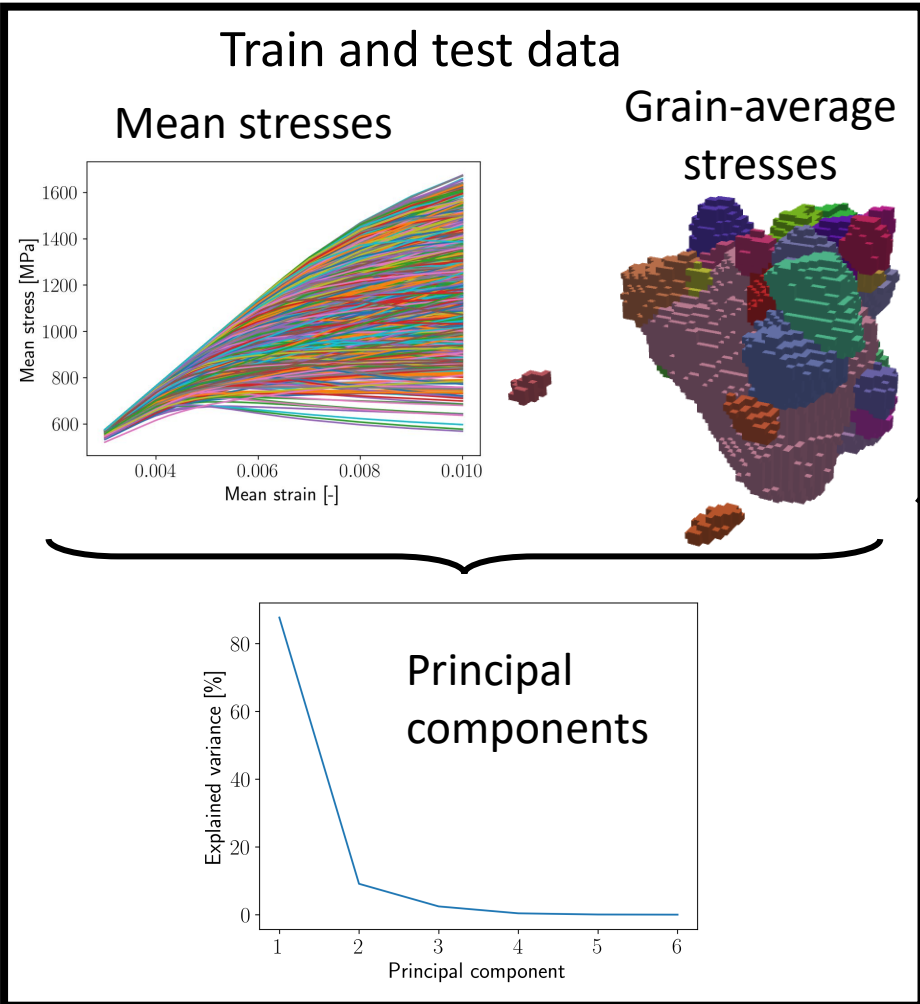 Train and test data
Mean stresses
Grain-average
stresses
Mean stress [MPa]
1600
1400
1200
1000
800
600
0.004 0.006 0.008 0.010
Mean strain [-]
Explained variance [%]
80
60
40
20
0
Principal
components
1 2 3 4 5 6
Principal component